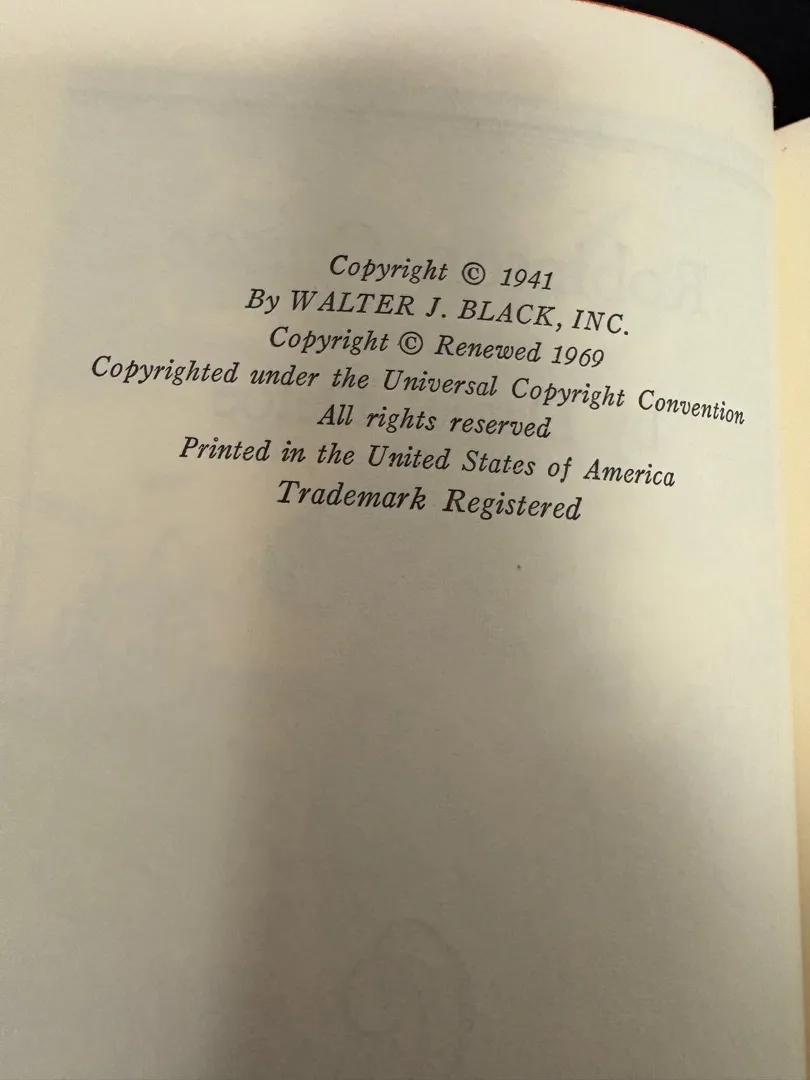 Copyright © 1941
By WALTER J. BLACK, INC.
Copyright © Renewed 1969
Copyrighted under the Universal Copyright Convention
All rights reserved
Printed in the United States of America
Trademark Registered